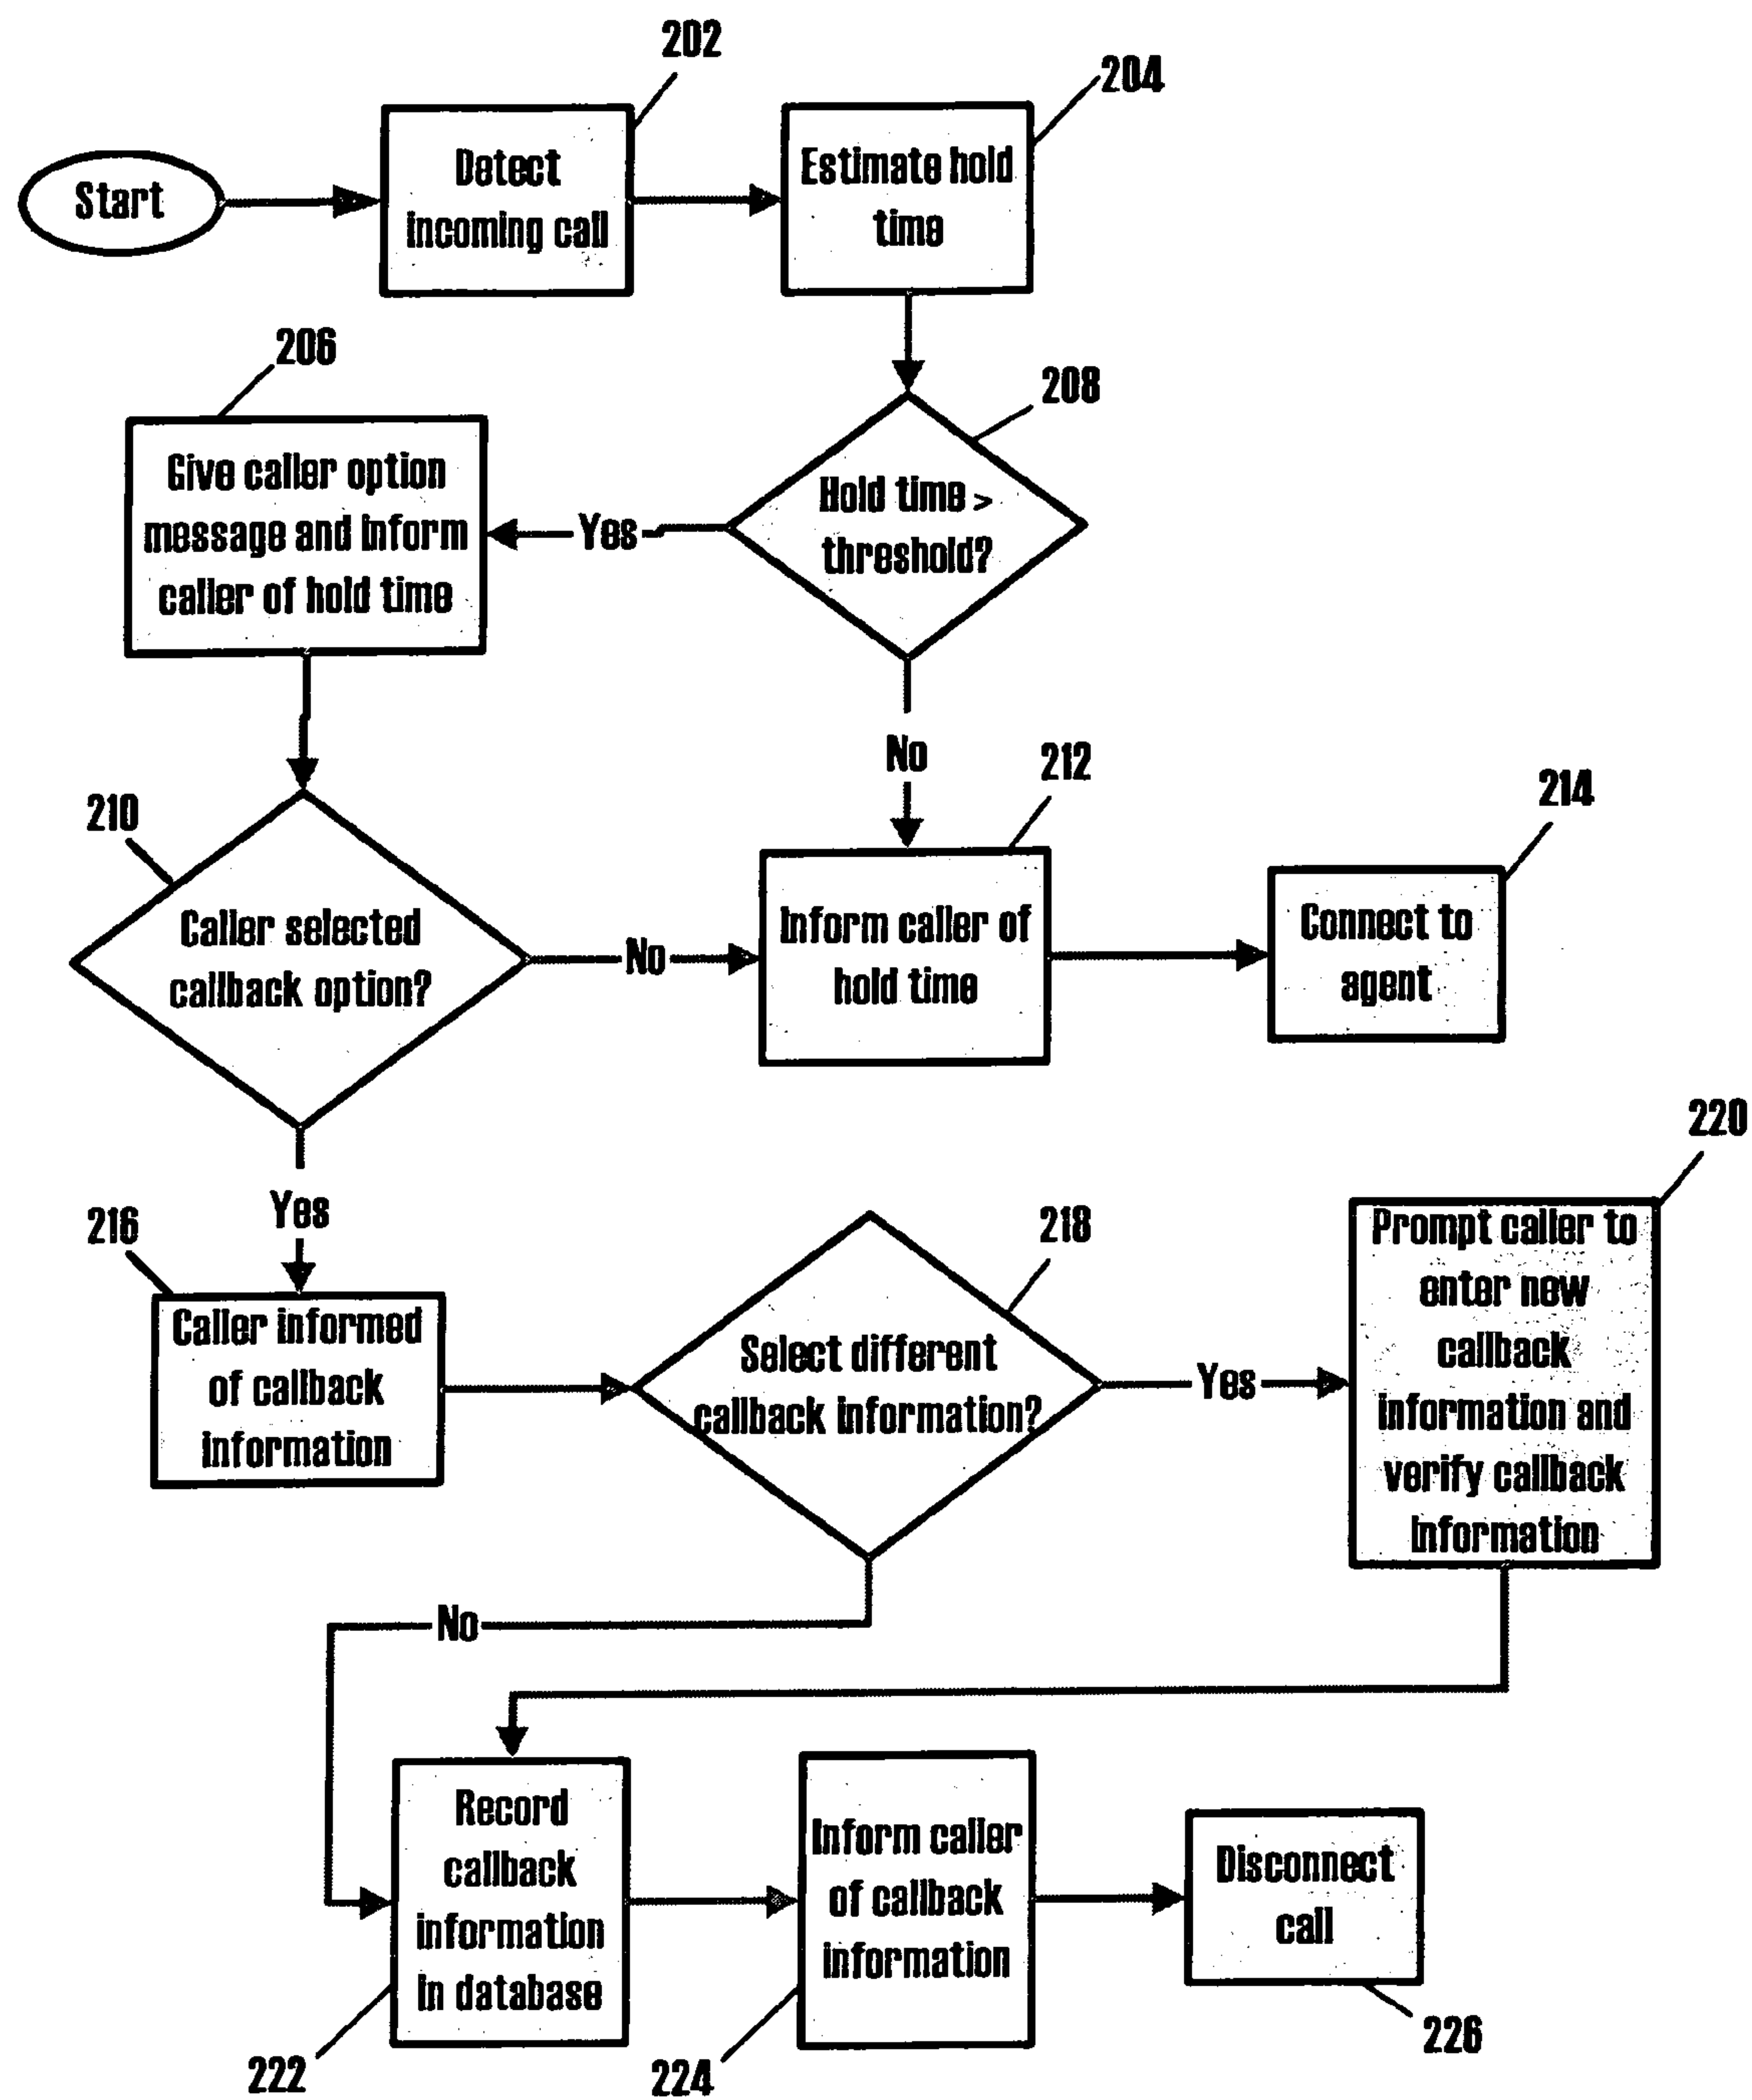 202
204
Start
Detect
incoming call
Estimate hold
time
206
208
Give caller option
message and inform
caller of hold time
Yes
Hold time >
threshold?
No
210
212
214
Caller selected
callback option?
No
Inform caller of
hold time
Connect to
agent
Yes
216
218
220
Caller informed
of callback
information
Select different
callback information?
Yes
Prompt caller to
enter new
callback
information and
verify callback
information
No
Record
callback
information
in database
Inform caller
of callback
information
Disconnect
call
222
224
226